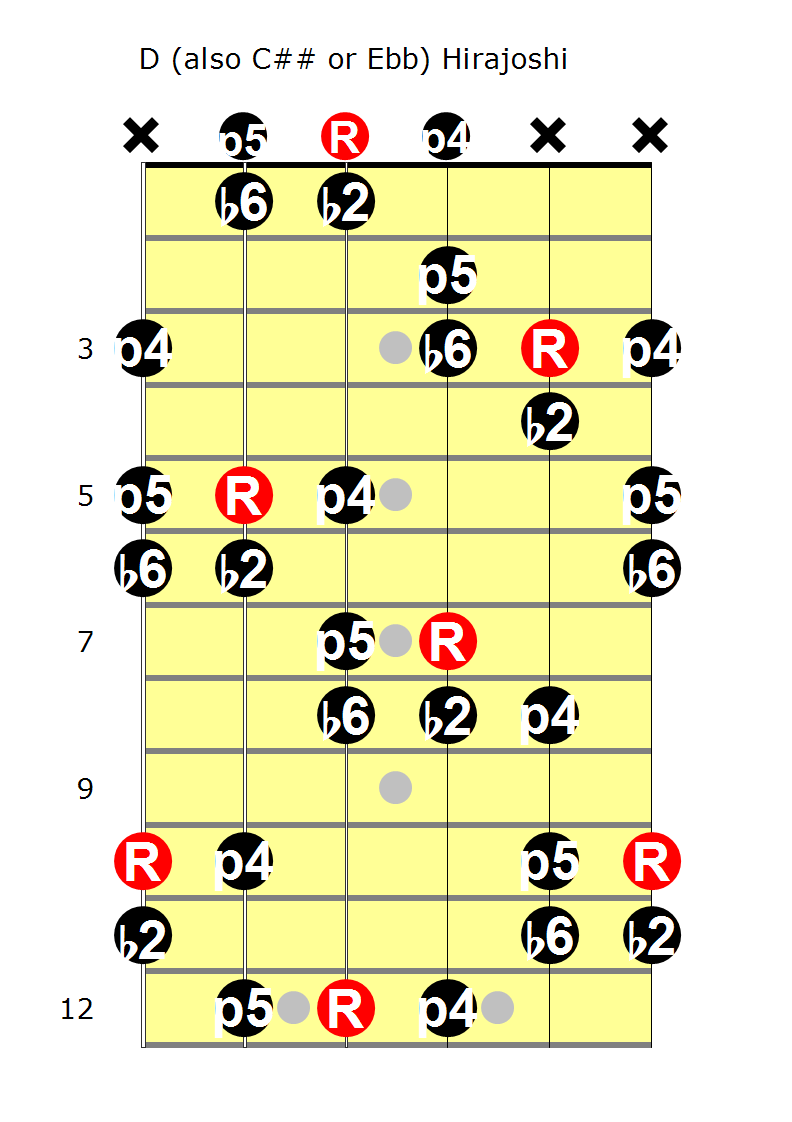 D (also C## or Ebb) Hirajoshi
p5 R p4
♭6 ♭2
p5
3 p4 ♭6 R p4
♭2
5 p5 R p4 p5
♭6 ♭2 ♭6
7 p5 R
♭6 ♭2 p4
9
R p4 p5 R
♭2 ♭6 ♭2
12 p5 R p4